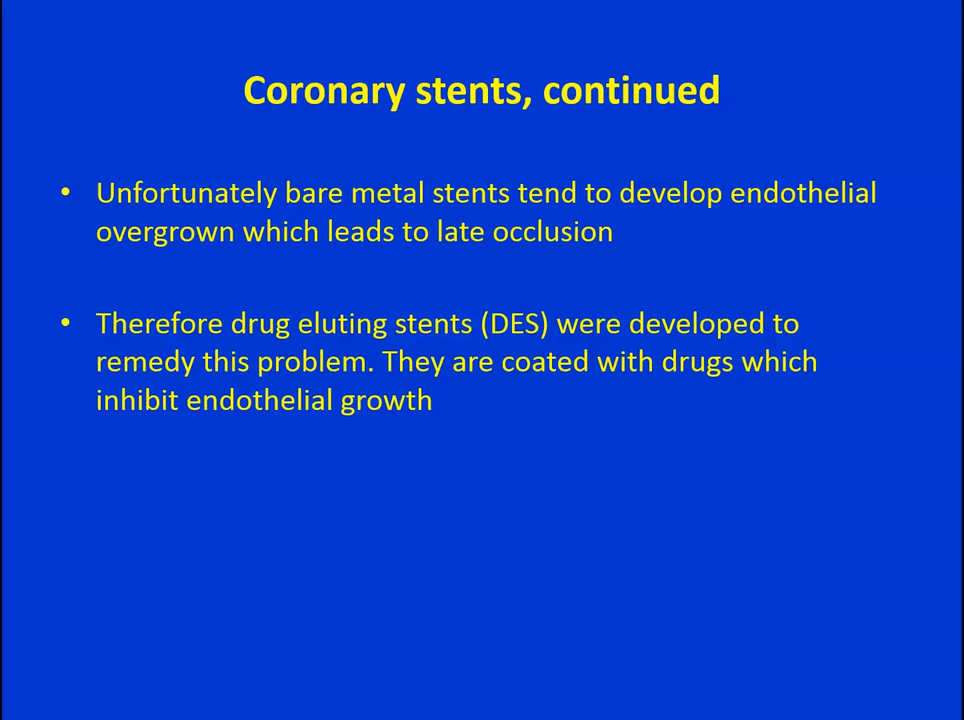 Coronary stents, continued
• Unfortunately bare metal stents tend to develop endothelial
overgrown which leads to late occlusion
• Therefore drug eluting stents (DES) were developed to
remedy this problem. They are coated with drugs which
inhibit endothelial growth